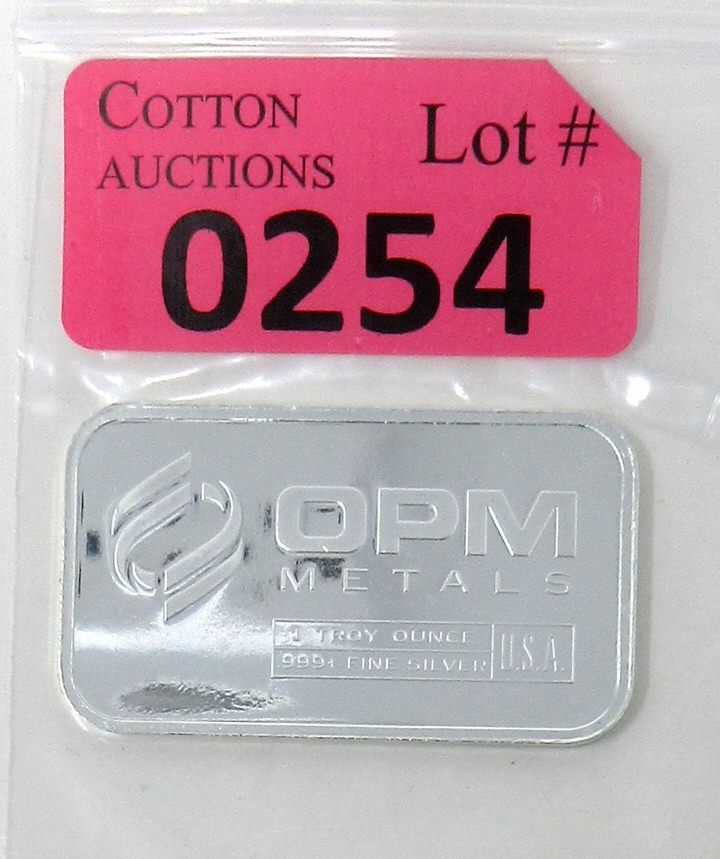 COTTON
AUCTIONS
Lot #
0254
OPM
METALS
1 TROY OUNCE
999+ FINE SILVER
U.S.A.